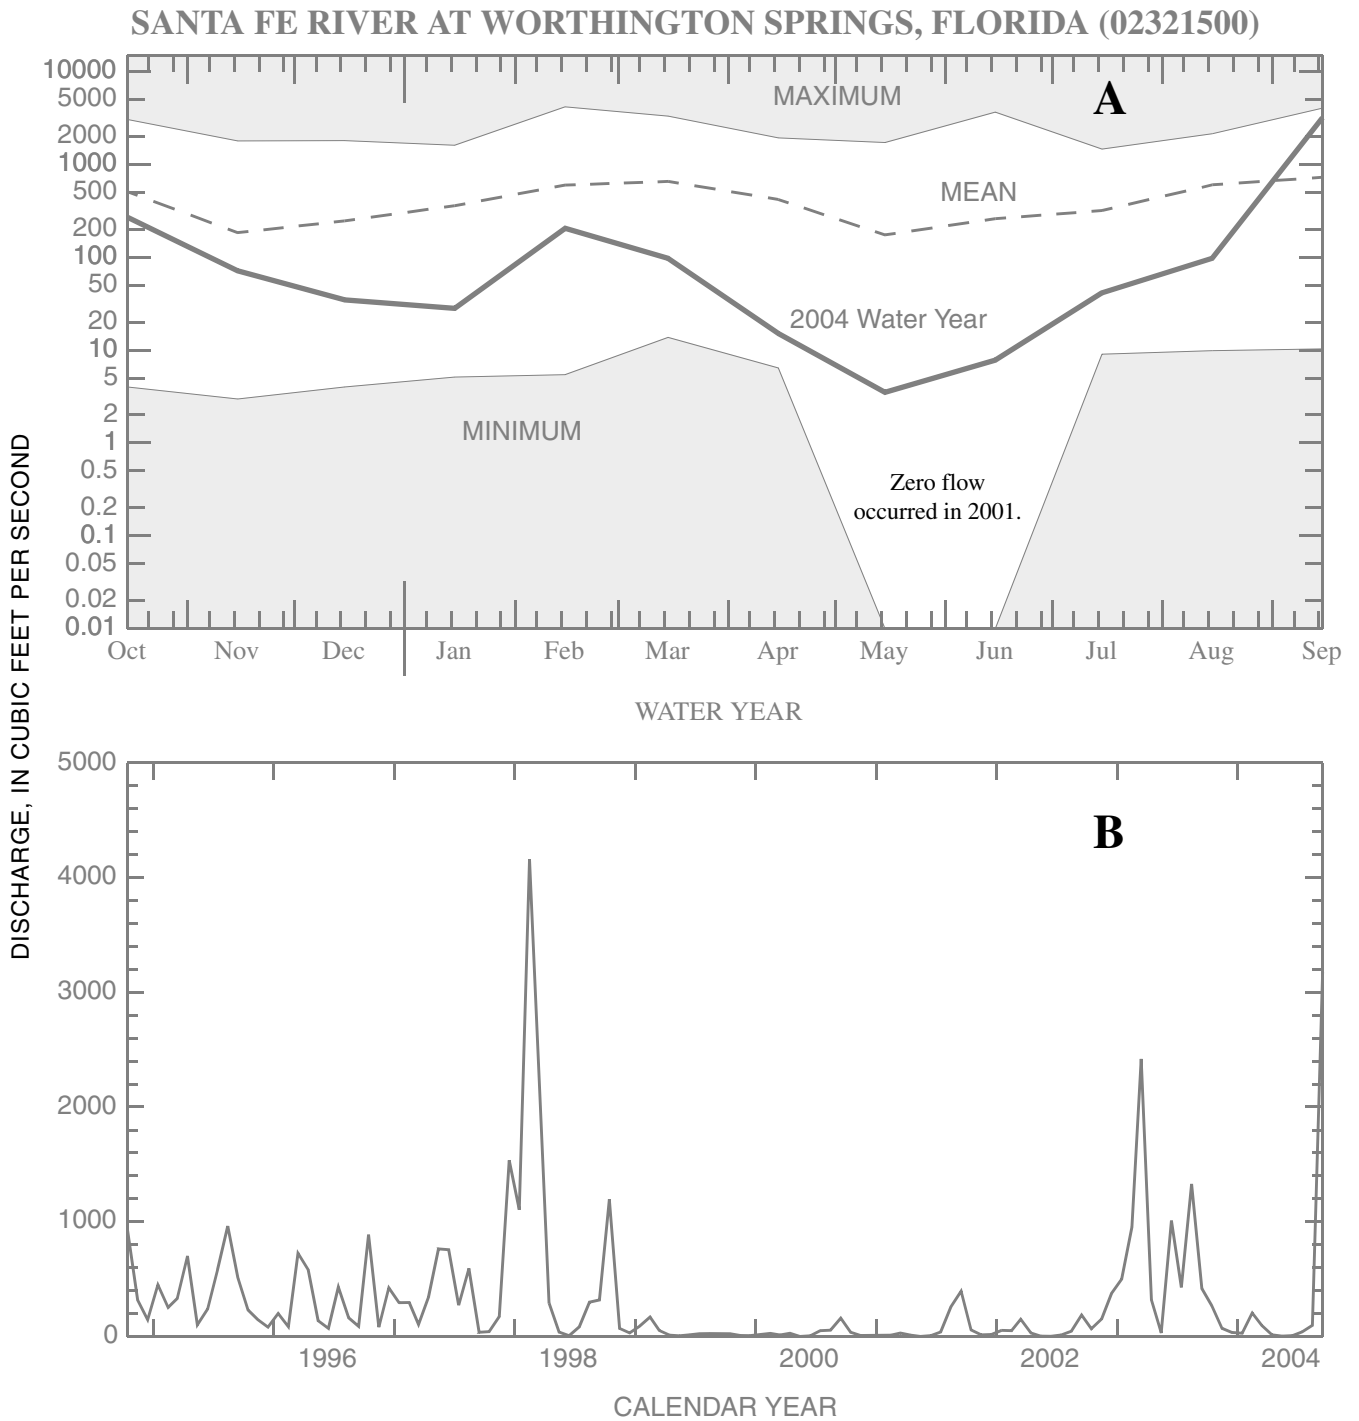 SANTA FE RIVER AT WORTHINGTON SPRINGS, FLORIDA (02321500)
A
MAXIMUM
MEAN
2004 Water Year
MINIMUM
Zero flow
occurred in 2001.
10000
5000
2000
1000
500
200
100
50
20
10
5
2
1
0.5
0.2
0.1
0.05
0.02
0.01
Oct Nov Dec Jan Feb Mar Apr May Jun Jul Aug Sep
WATER YEAR
DISCHARGE, IN CUBIC FEET PER SECOND
B
5000
4000
3000
2000
1000
0
1996 1998 2000 2002 2004
CALENDAR YEAR